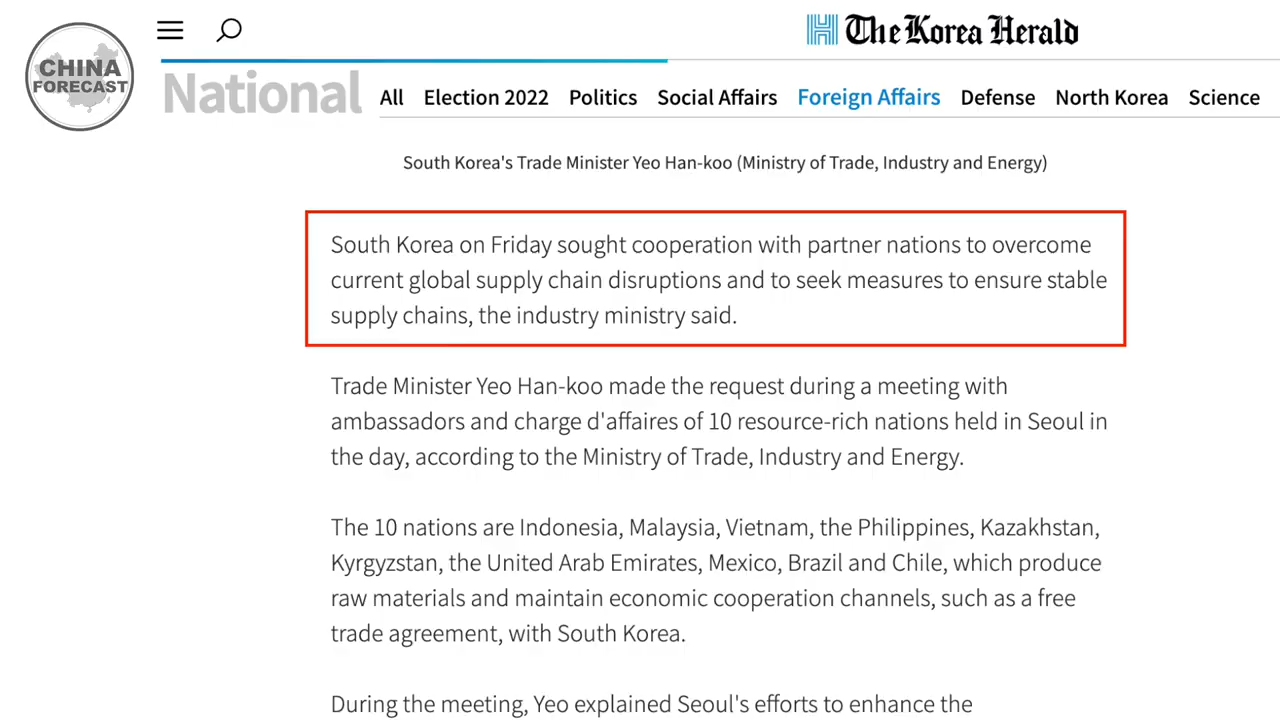 CHINA
FORECAST
The Korea Herald
National
All Election 2022 Politics Social Affairs Foreign Affairs Defense North Korea Science
South Korea's Trade Minister Yeo Han-koo (Ministry of Trade, Industry and Energy)
South Korea on Friday sought cooperation with partner nations to overcome
current global supply chain disruptions and to seek measures to ensure stable
supply chains, the industry ministry said.
Trade Minister Yeo Han-koo made the request during a meeting with
ambassadors and charge d'affaires of 10 resource-rich nations held in Seoul in
the day, according to the Ministry of Trade, Industry and Energy.
The 10 nations are Indonesia, Malaysia, Vietnam, the Philippines, Kazakhstan,
Kyrgyzstan, the United Arab Emirates, Mexico, Brazil and Chile, which produce
raw materials and maintain economic cooperation channels, such as a free
trade agreement, with South Korea.
During the meeting, Yeo explained Seoul's efforts to enhance the